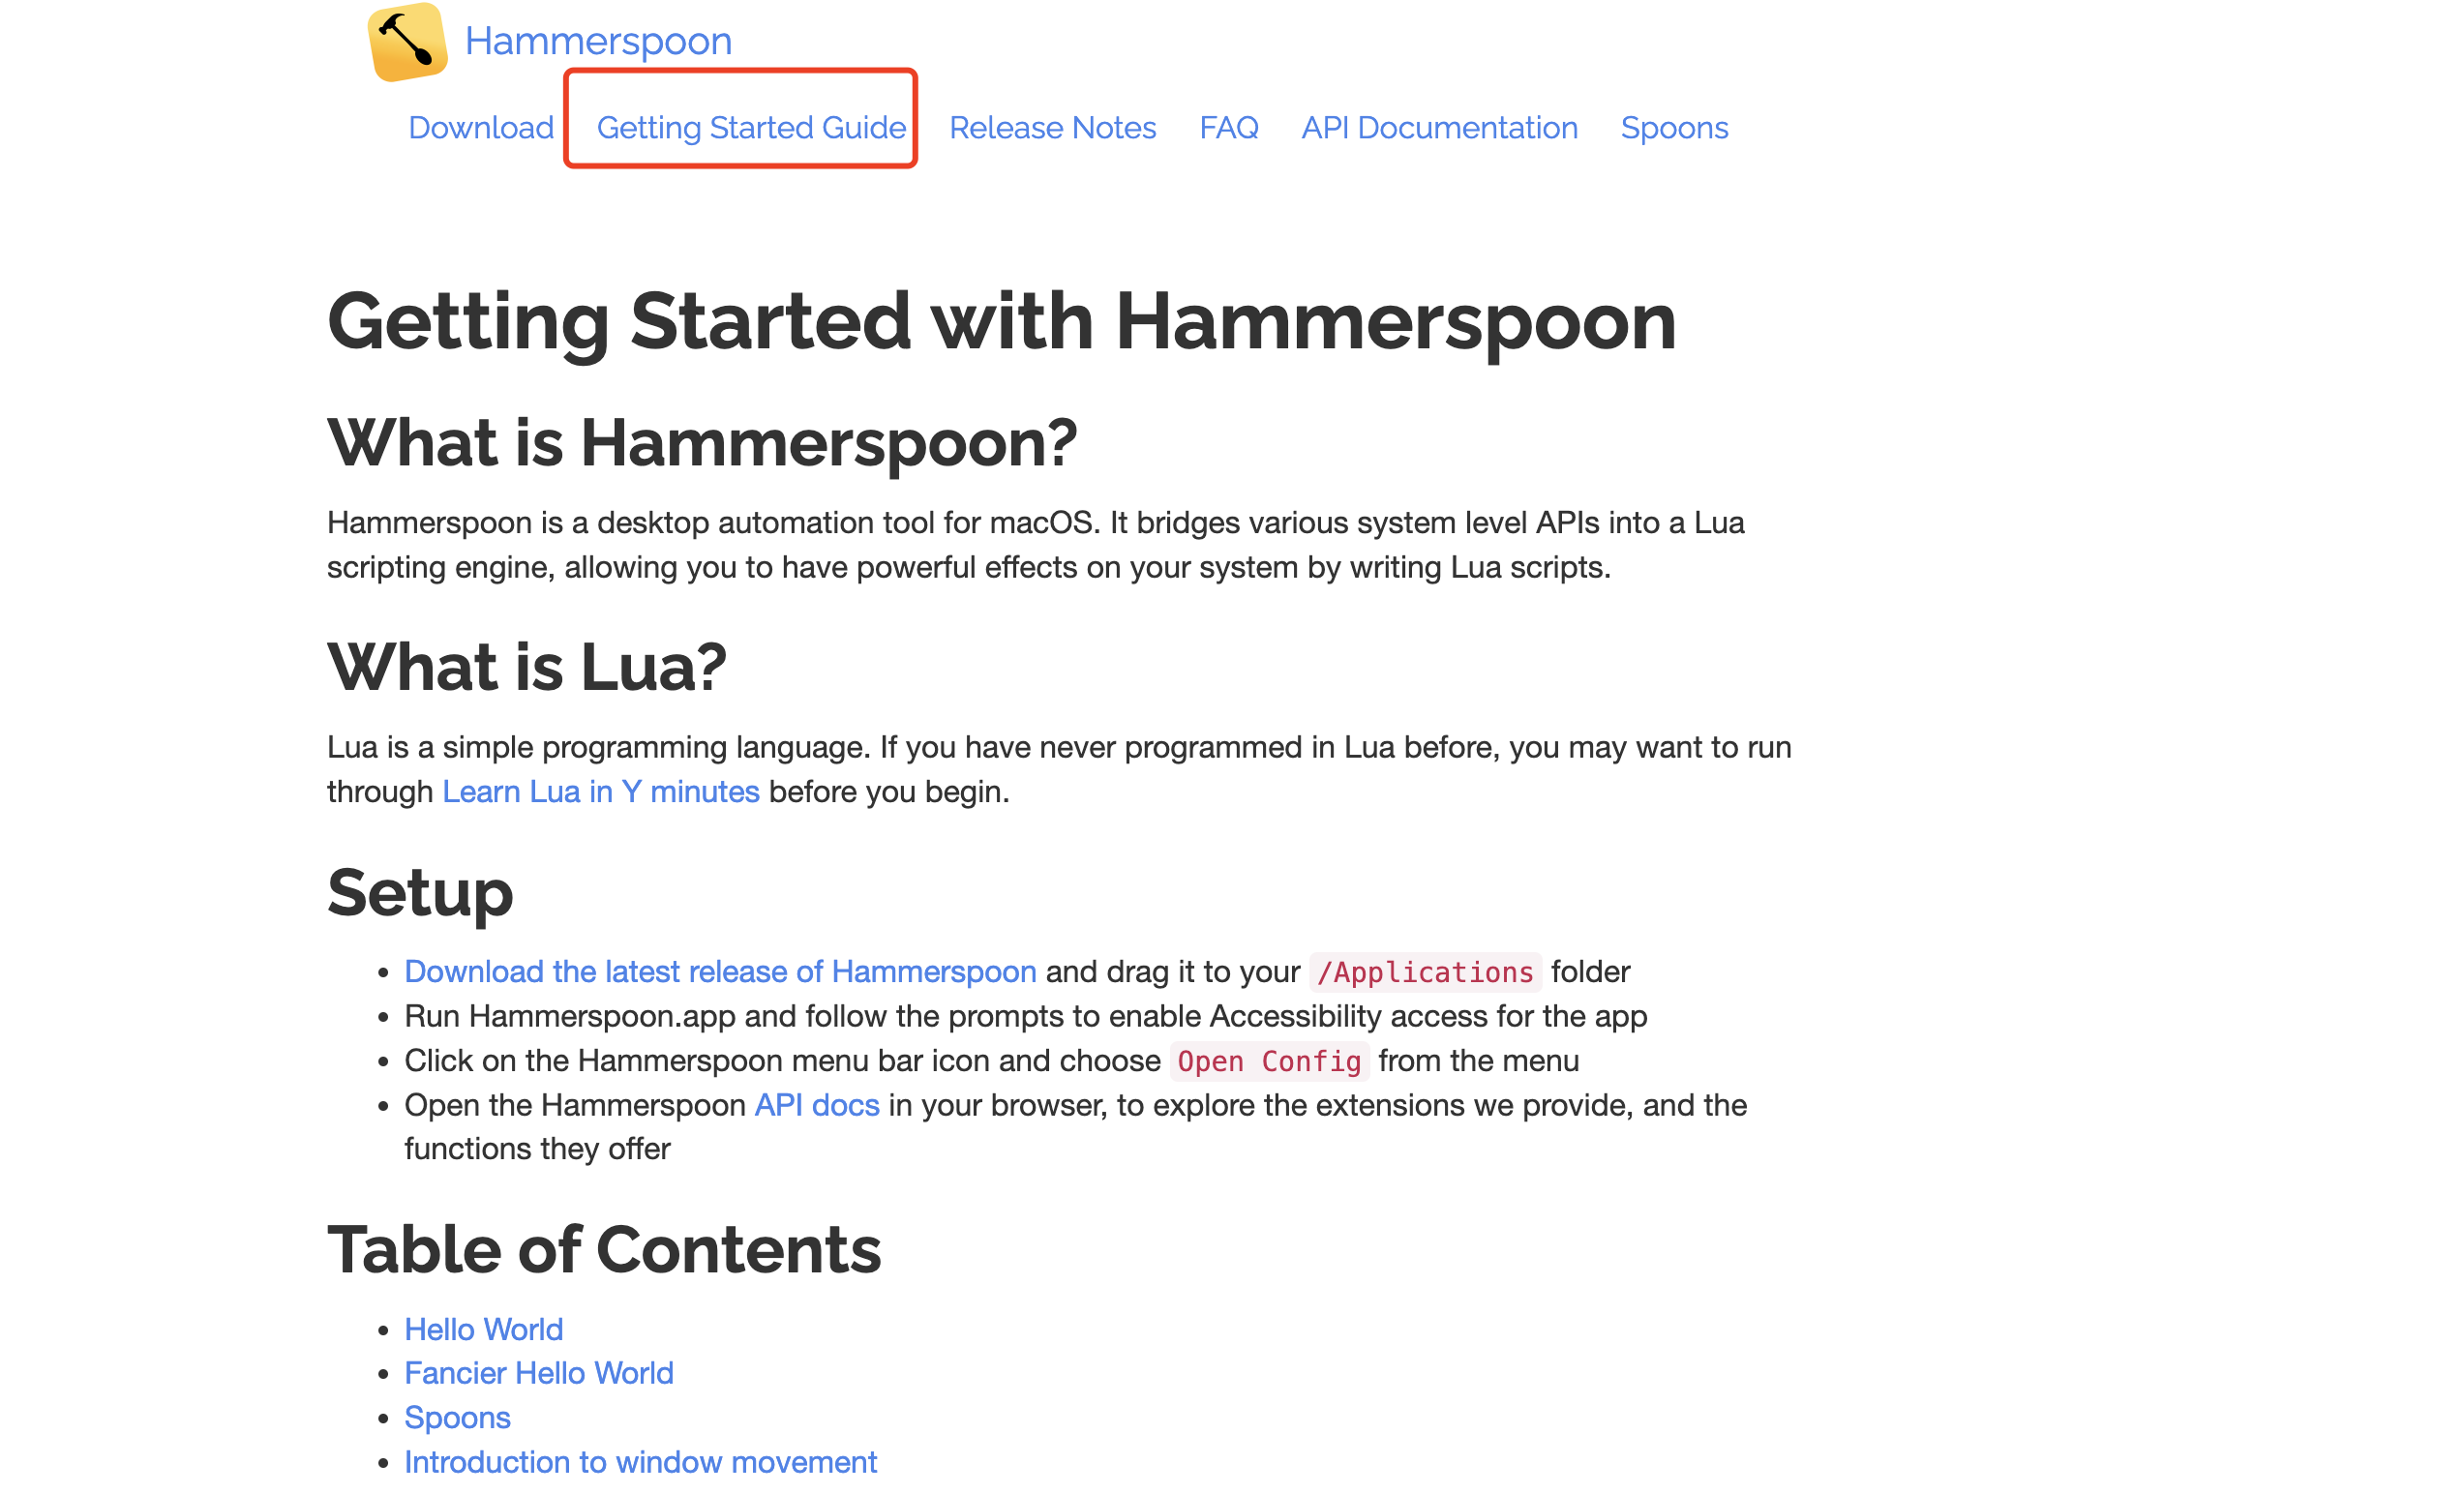 Hammerspoon
Download Getting Started Guide Release Notes FAQ API Documentation Spoons
Getting Started with Hammerspoon
What is Hammerspoon?
Hammerspoon is a desktop automation tool for macOS. It bridges various system level APIs into a Lua
scripting engine, allowing you to have powerful effects on your system by writing Lua scripts.
What is Lua?
Lua is a simple programming language. If you have never programmed in Lua before, you may want to run
through Learn Lua in Y minutes before you begin.
Setup
• Download the latest release of Hammerspoon and drag it to your /Applications folder
• Run Hammerspoon.app and follow the prompts to enable Accessibility access for the app
• Click on the Hammerspoon menu bar icon and choose Open Config from the menu
• Open the Hammerspoon API docs in your browser, to explore the extensions we provide, and the
functions they offer
Table of Contents
• Hello World
• Fancier Hello World
• Spoons
• Introduction to window movement